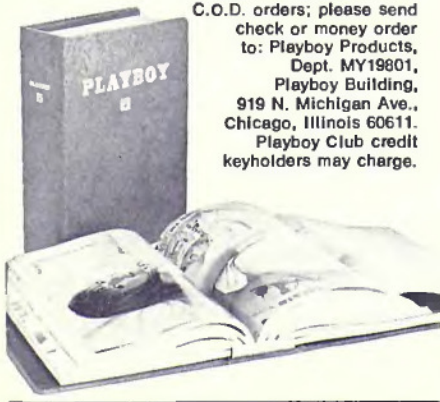 C.O.D. orders; please send
check or money order
to: Playboy Products,
Dept. MY19801,
Playboy Building,
919 N. Michigan Ave.,
Chicago, Illinois 60611.
Playboy Club credit
keyholders may charge.
PLAYBOY
PLAYBOY